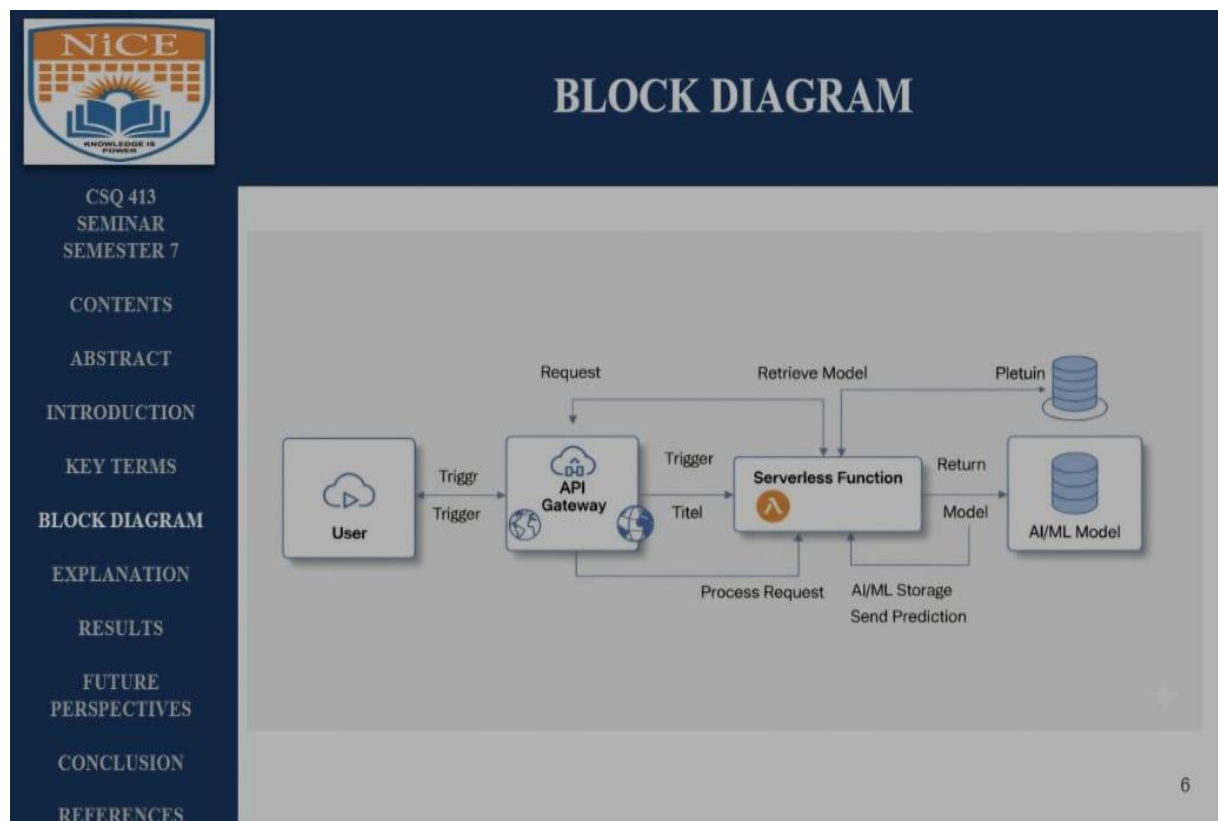 NiCE
KNOWLEDGE IS
POWER
BLOCK DIAGRAM
CSQ 413
SEMINAR
SEMESTER 7
CONTENTS
ABSTRACT
INTRODUCTION
KEY TERMS
BLOCK DIAGRAM
EXPLANATION
RESULTS
FUTURE
PERSPECTIVES
CONCLUSION
REFERENCES
Request
Retrieve Model
Pletuin
User
Triggr
Trigger
API
Gateway
Trigger
Titel
Serverless Function
Return
Model
AI/ML Model
Process Request
AI/ML Storage
Send Prediction
6